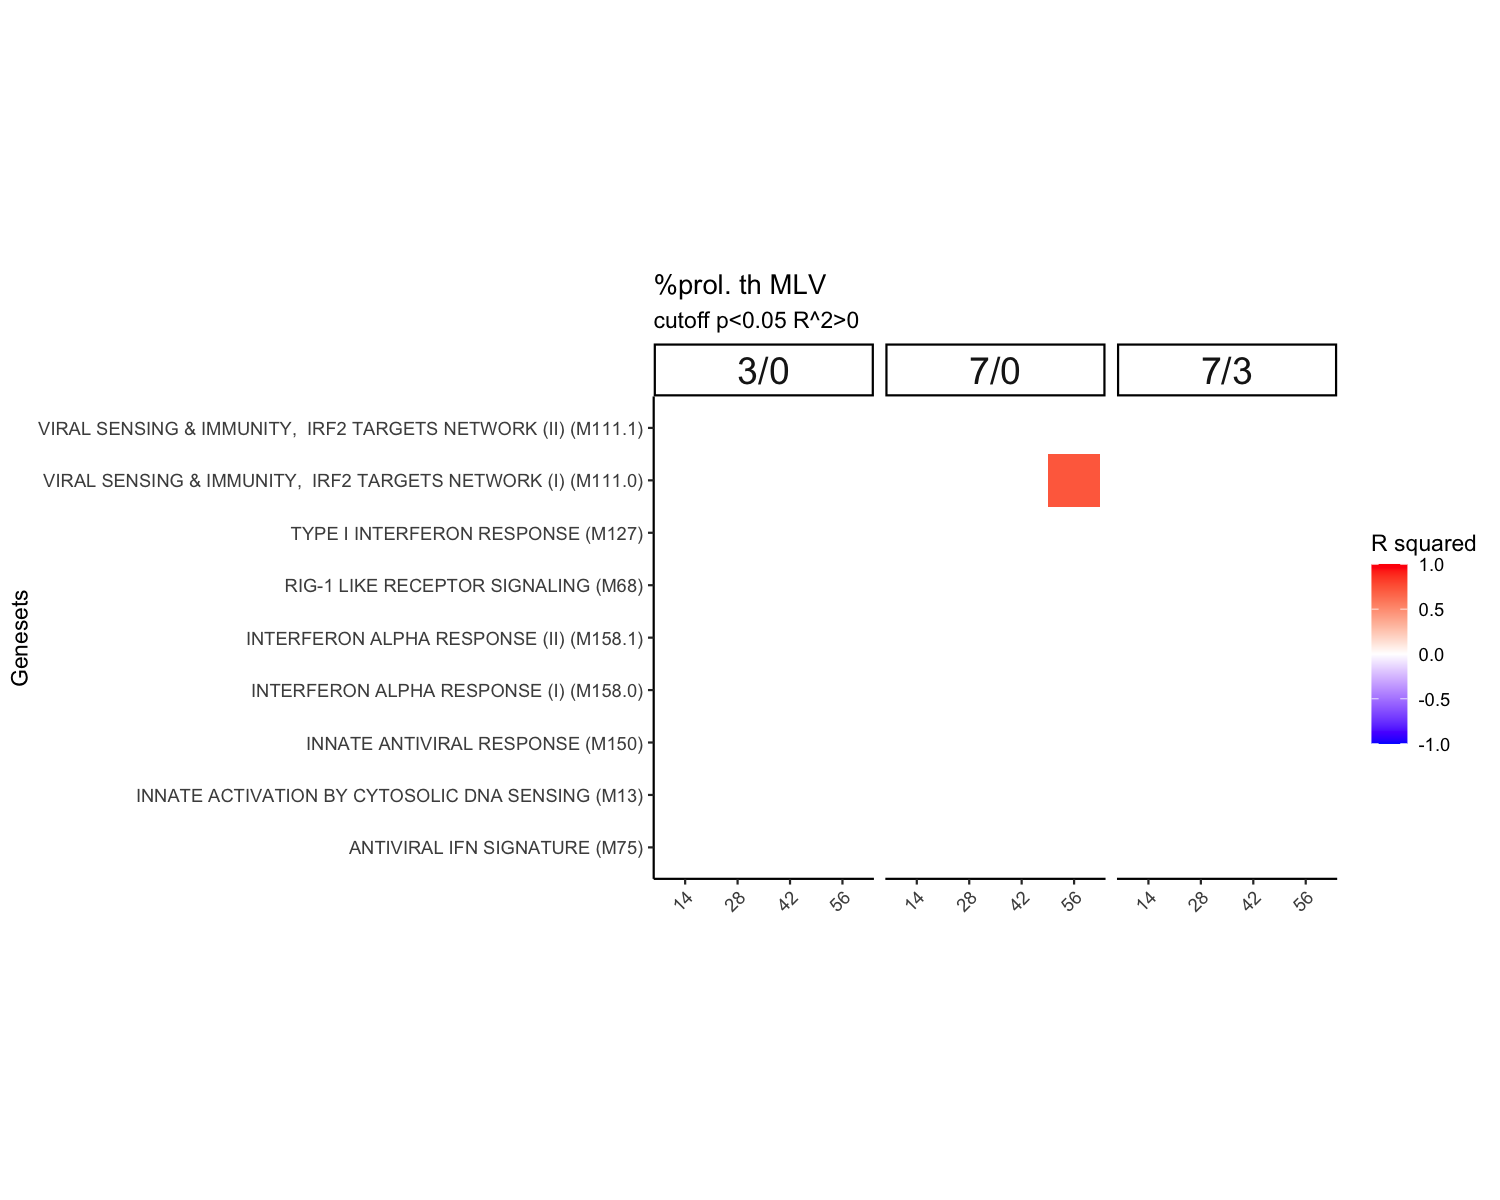 %prol. th MLV
cutoff p<0.05 R^2>0
3/0 7/0 7/3
VIRAL SENSING & IMMUNITY,  IRF2 TARGETS NETWORK (II) (M111.1)
VIRAL SENSING & IMMUNITY,  IRF2 TARGETS NETWORK (I) (M111.0)
TYPE I INTERFERON RESPONSE (M127)
RIG-1 LIKE RECEPTOR SIGNALING (M68)
INTERFERON ALPHA RESPONSE (II) (M158.1)
INTERFERON ALPHA RESPONSE (I) (M158.0)
INNATE ANTIVIRAL RESPONSE (M150)
INNATE ACTIVATION BY CYTOSOLIC DNA SENSING (M13)
ANTIVIRAL IFN SIGNATURE (M75)
Genesets
14 28 42 56 14 28 42 56 14 28 42 56
R squared
1.0
0.5
0.0
-0.5
-1.0